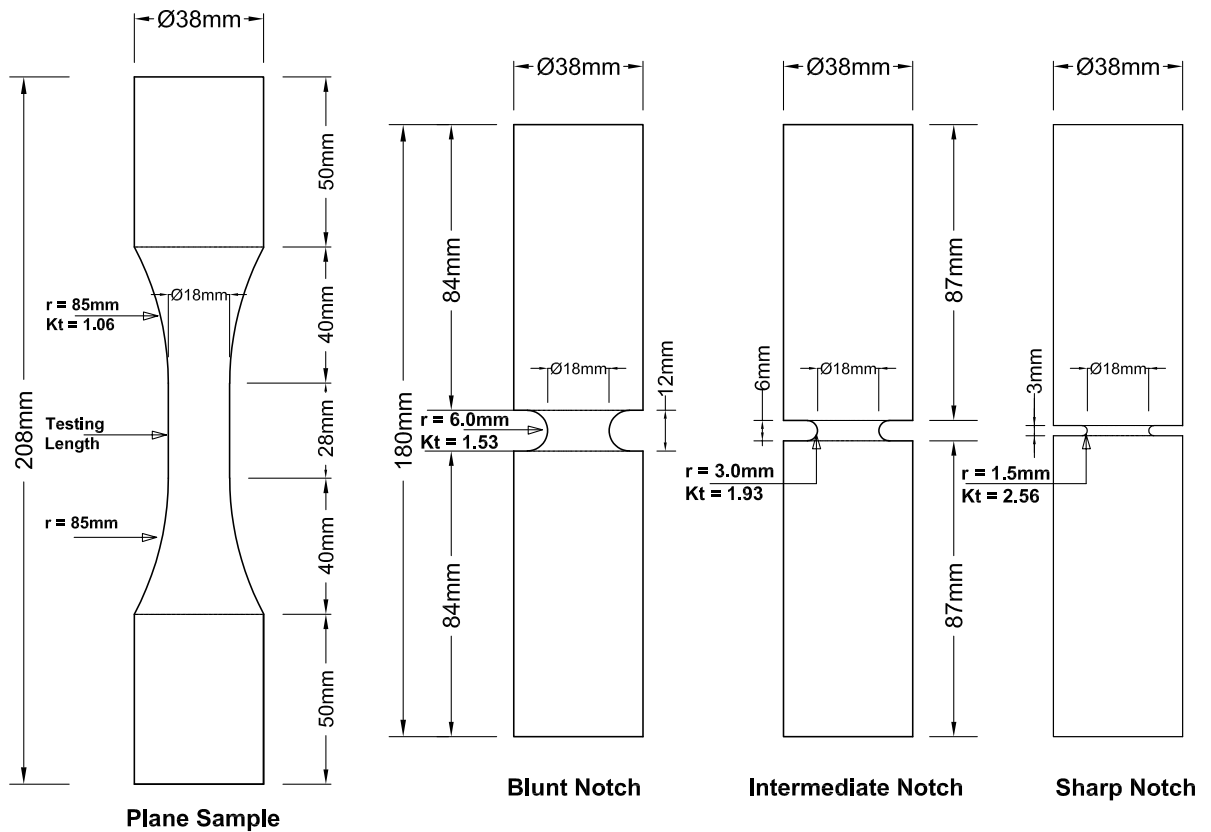 Ø38mm
208mm
50mm
r = 85mm
Kt = 1.06
Ø18mm
40mm
Testing
Length
28mm
r = 85mm
40mm
50mm
Plane Sample
Ø38mm
180mm
84mm
Ø18mm
12mm
r = 6.0mm
Kt = 1.53
84mm
Blunt Notch
Ø38mm
87mm
6mm
Ø18mm
r = 3.0mm
Kt = 1.93
87mm
Intermediate Notch
Ø38mm
3mm
Ø18mm
r = 1.5mm
Kt = 2.56
Sharp Notch